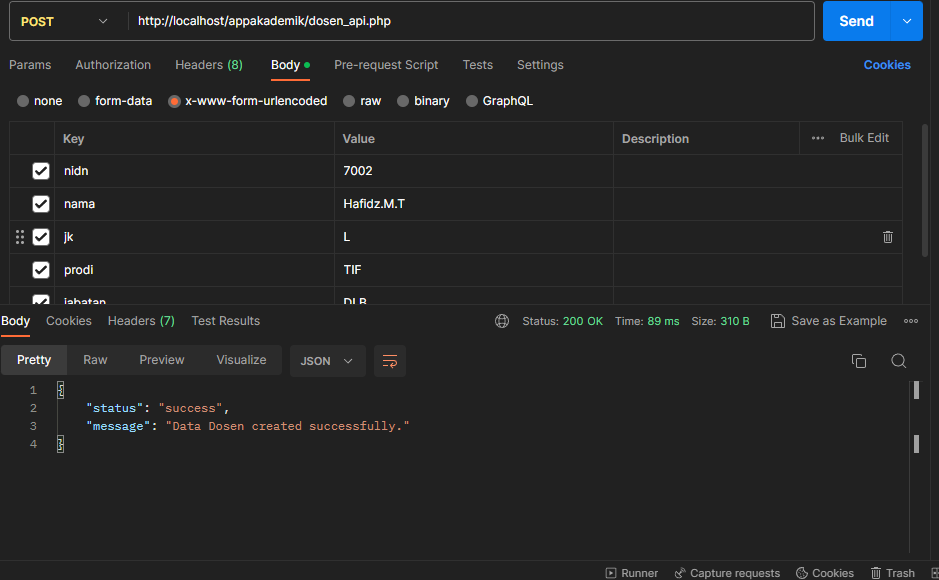 POST http://localhost/appakademik/dosen_api.php Send
Params Authorization Headers (8) Body Pre-request Script Tests Settings Cookies
none form-data x-www-form-urlencoded raw binary GraphQL
Key Value Description Bulk Edit
nidn 7002
nama Hafidz.M.T
jk L
prodi TIF
jabatan DLB
Body Cookies Headers (7) Test Results Status: 200 OK Time: 89 ms Size: 310 B Save as Example
Pretty Raw Preview Visualize JSON
1 {
2 "status": "success",
3 "message": "Data Dosen created successfully."
4 }
Runner Capture requests Cookies Trash